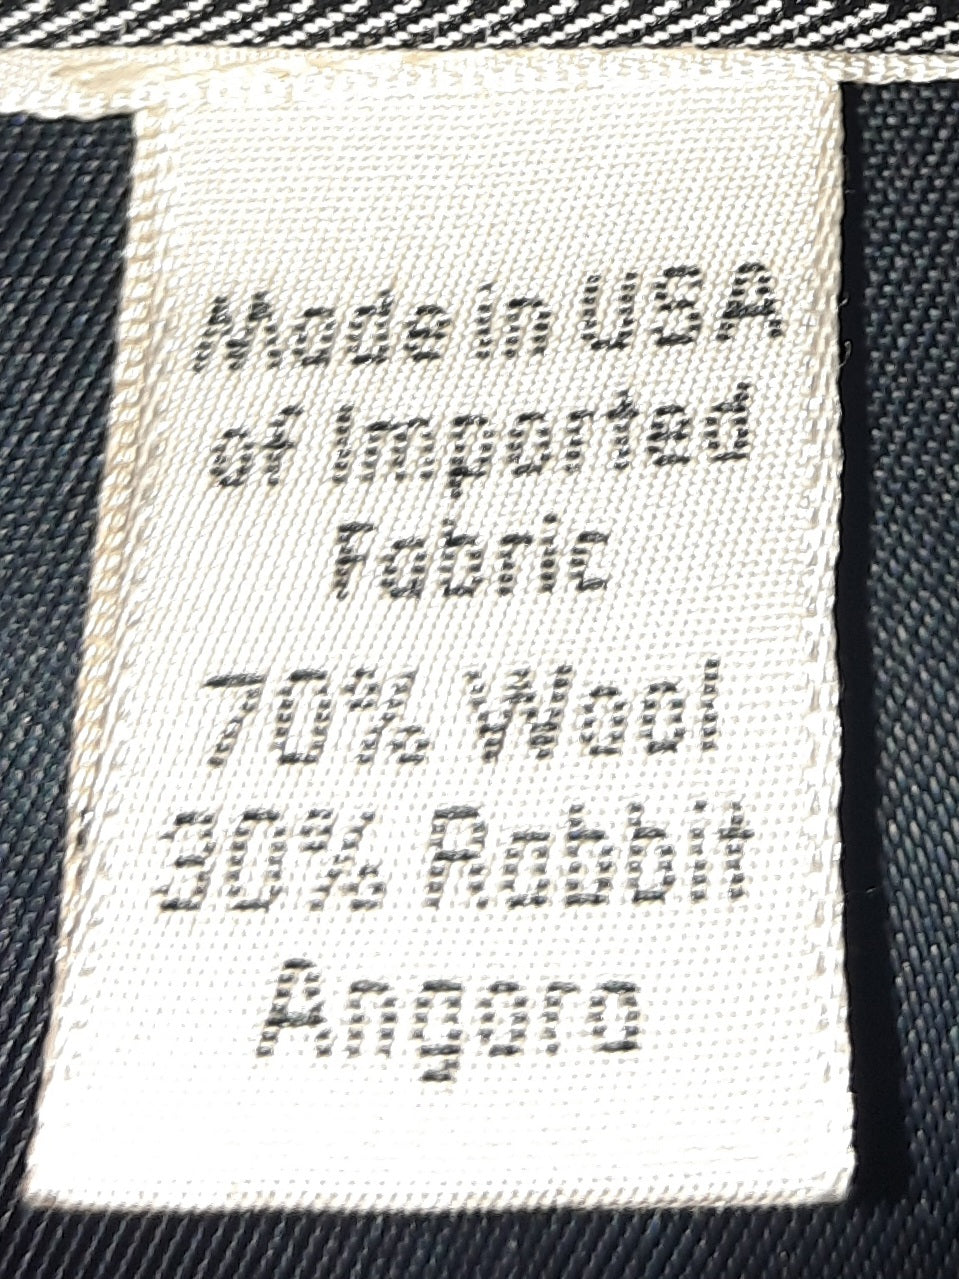 Made in USA
of Imported
Fabric
70% Wool
30% Rabbit
Angora